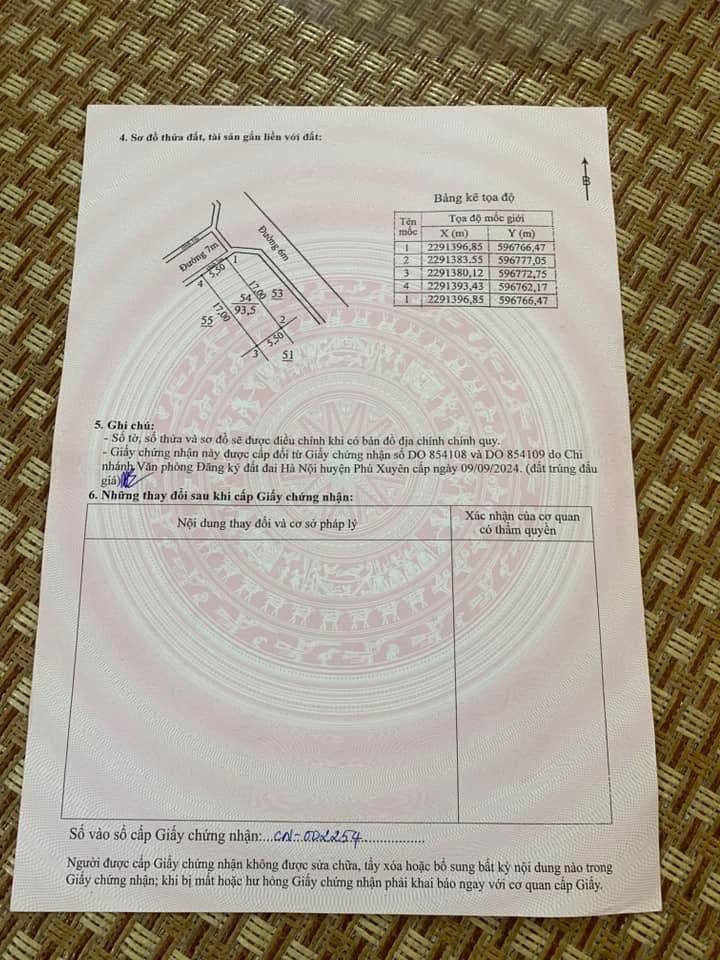 4. Sơ đồ thửa đất, tài sản gắn liền với đất:
B
Đường 7m
Đường 6m
1
5,50
4
17,00
53
54
93,5
17,00
55
2
5,50
3
51
Bảng kê tọa độ
Tên mốc Tọa độ mốc giới
X (m) Y (m)
1 2291396,85 596766,47
2 2291383,55 596777,05
3 2291380,12 596772,75
4 2291393,43 596762,17
1 2291396,85 596766,47
5. Ghi chú:
- Số tờ, số thửa và sơ đồ sẽ được điều chỉnh khi có bản đồ địa chính chính quy.
- Giấy chứng nhận này được cấp đổi từ Giấy chứng nhận số DO 854108 và DO 854109 do Chi
nhánh Văn phòng Đăng ký đất đai Hà Nội huyện Phú Xuyên cấp ngày 09/09/2024. (đất trúng đấu
giá)
6. Những thay đổi sau khi cấp Giấy chứng nhận:
Nội dung thay đổi và cơ sở pháp lý
Xác nhận của cơ quan
có thẩm quyền
Số vào sổ cấp Giấy chứng nhận:...CN-002254..................
Người được cấp Giấy chứng nhận không được sửa chữa, tẩy xóa hoặc bổ sung bất kỳ nội dung nào trong
Giấy chứng nhận; khi bị mất hoặc hư hỏng Giấy chứng nhận phải khai báo ngay với cơ quan cấp Giấy.